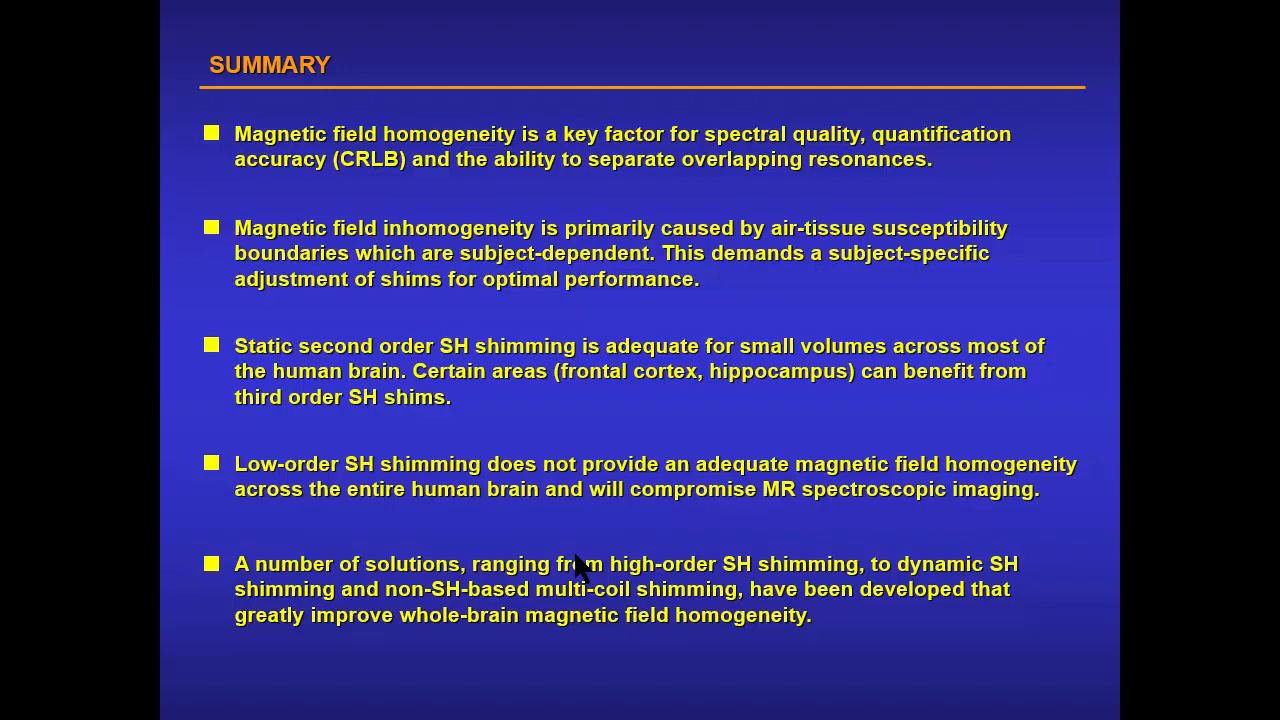 SUMMARY
Magnetic field homogeneity is a key factor for spectral quality, quantification
accuracy (CRLB) and the ability to separate overlapping resonances.
Magnetic field inhomogeneity is primarily caused by air-tissue susceptibility
boundaries which are subject-dependent. This demands a subject-specific
adjustment of shims for optimal performance.
Static second order SH shimming is adequate for small volumes across most of
the human brain. Certain areas (frontal cortex, hippocampus) can benefit from
third order SH shims.
Low-order SH shimming does not provide an adequate magnetic field homogeneity
across the entire human brain and will compromise MR spectroscopic imaging.
A number of solutions, ranging from high-order SH shimming, to dynamic SH
shimming and non-SH-based multi-coil shimming, have been developed that
greatly improve whole-brain magnetic field homogeneity.